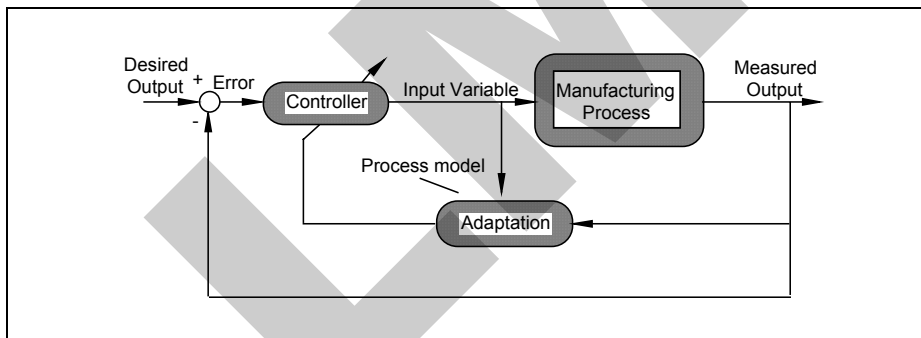 Desired
Output
+
Error
-
Controller
Input Variable
Manufacturing
Process
Measured
Output
Process model
Adaptation